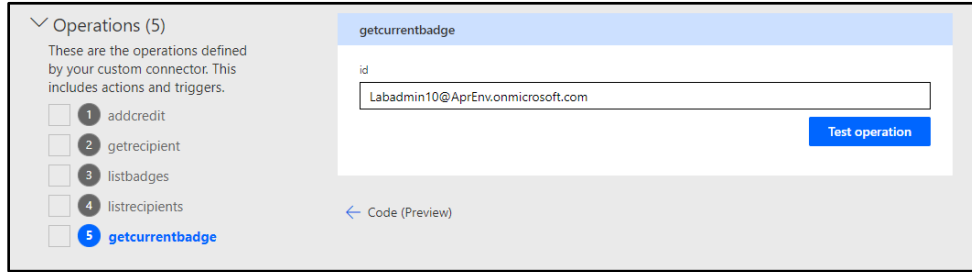 Operations (5)
These are the operations defined
by your custom connector. This
includes actions and triggers.
1 addcredit
2 getrecipient
3 listbadges
4 listrecipients
5 getcurrentbadge
getcurrentbadge
id
Labadmin10@AprEnv.onmicrosoft.com
Test operation
Code (Preview)